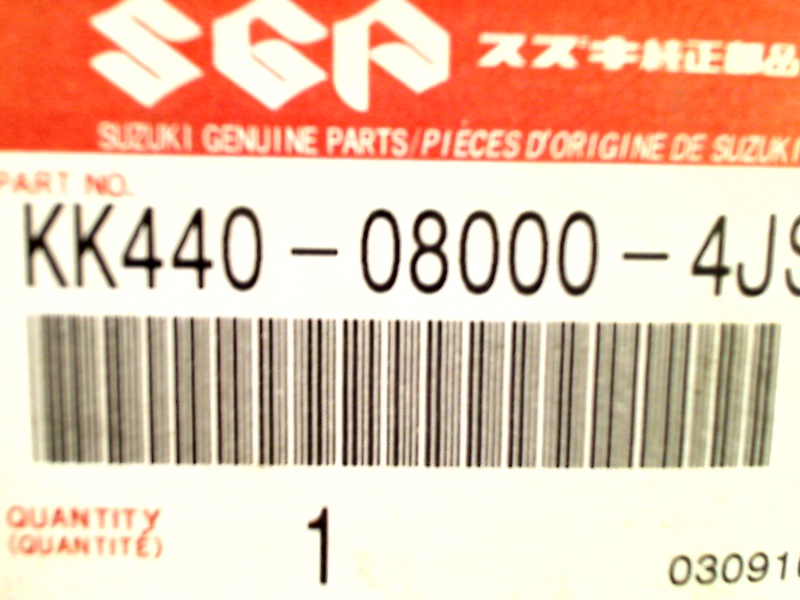 SGP スズキ純正部品
SUZUKI GENUINE PARTS/PIÈCES D'ORIGINE DE SUZUKI
PART NO.
KK440-08000-4JS
QUANTITY 1
(QUANTITÉ)
030910